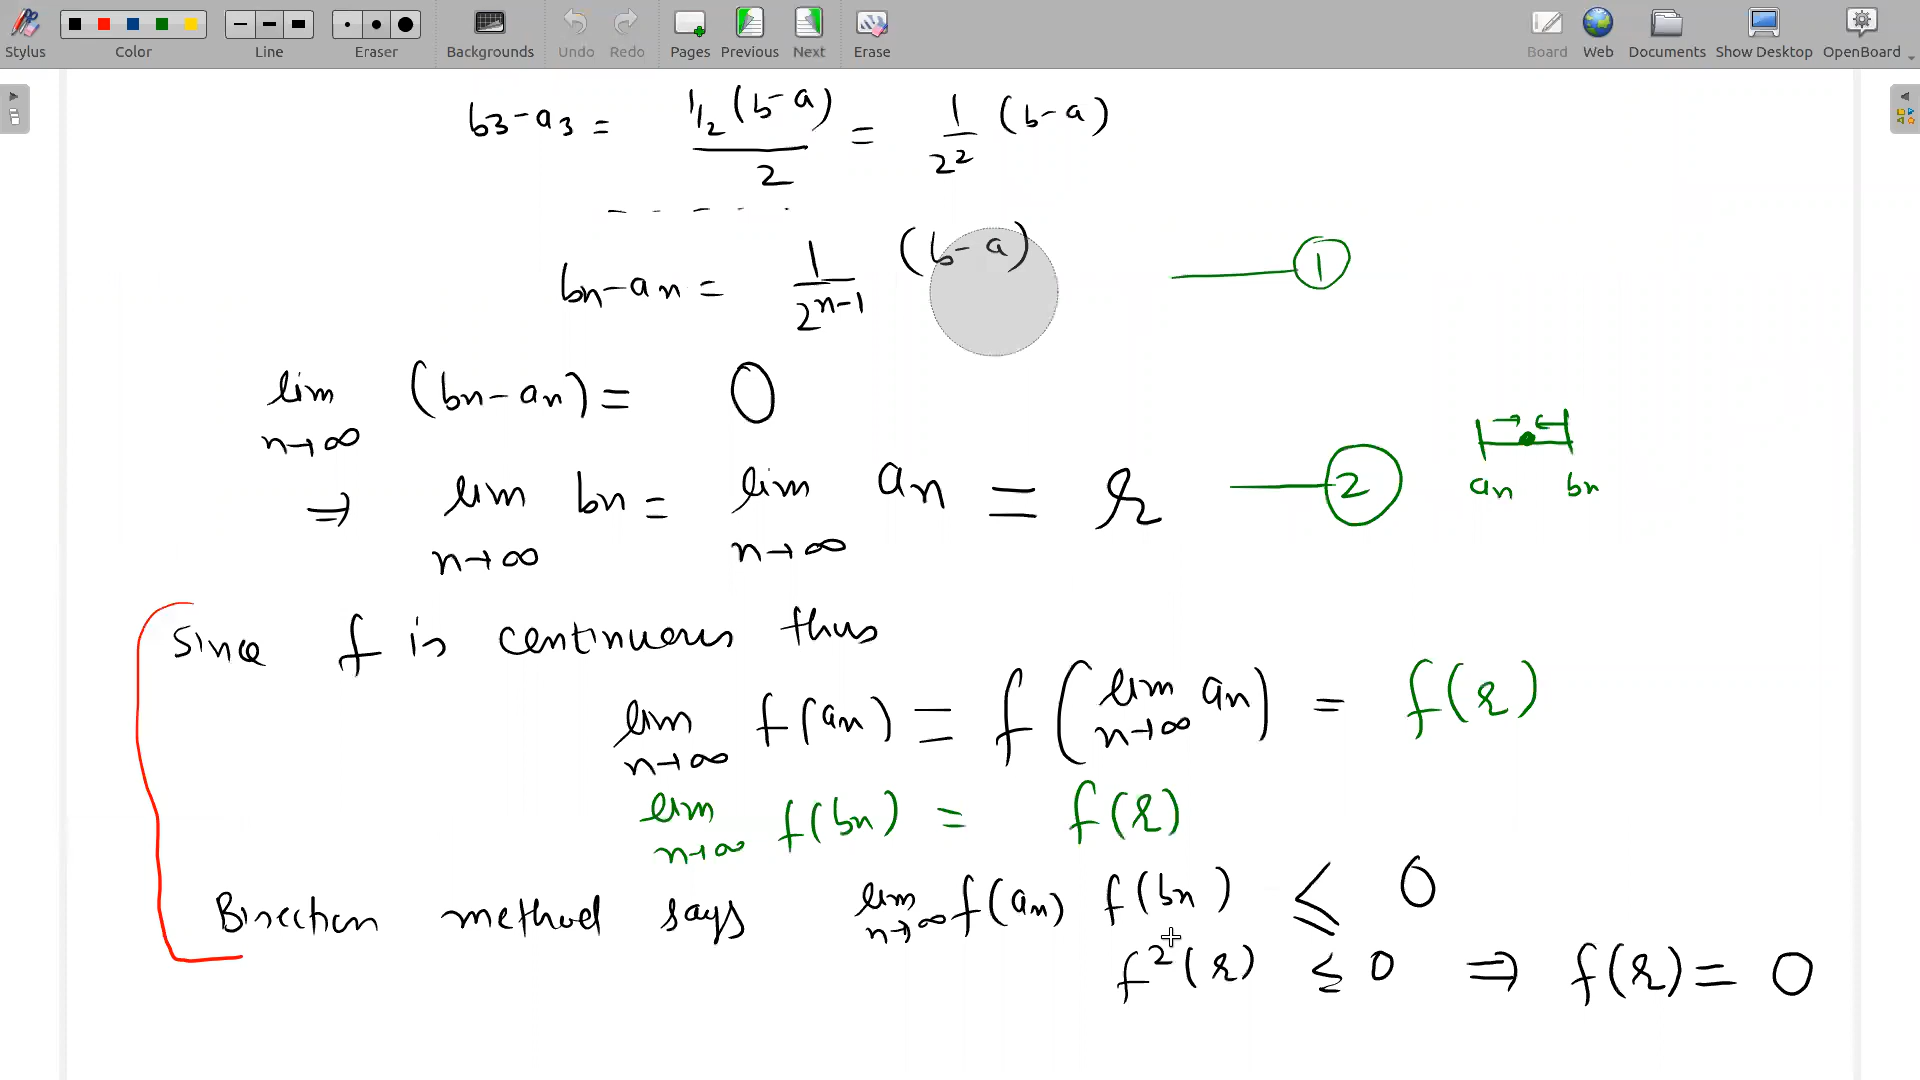 Stylus Color Line Eraser Backgrounds Undo Redo Pages Previous Next Erase Board Web Documents Show Desktop OpenBoard
b3-a3 = ½(b-a)/2 = 1/2² (b-a)
- - - - - -
bn-an = 1/2^(n-1) (b-a) —— ①
lim n→∞ (bn-an) = 0
⇒ lim n→∞ bn = lim n→∞ an = r —— ②
an bn
Since f is continuous thus
lim n→∞ f(an) = f(lim n→∞ an) = f(r)
lim n→∞ f(bn) = f(r)
Bisection method says lim n→∞ f(an) f(bn) ≤ 0
f²(r) ≤ 0 ⇒ f(r) = 0